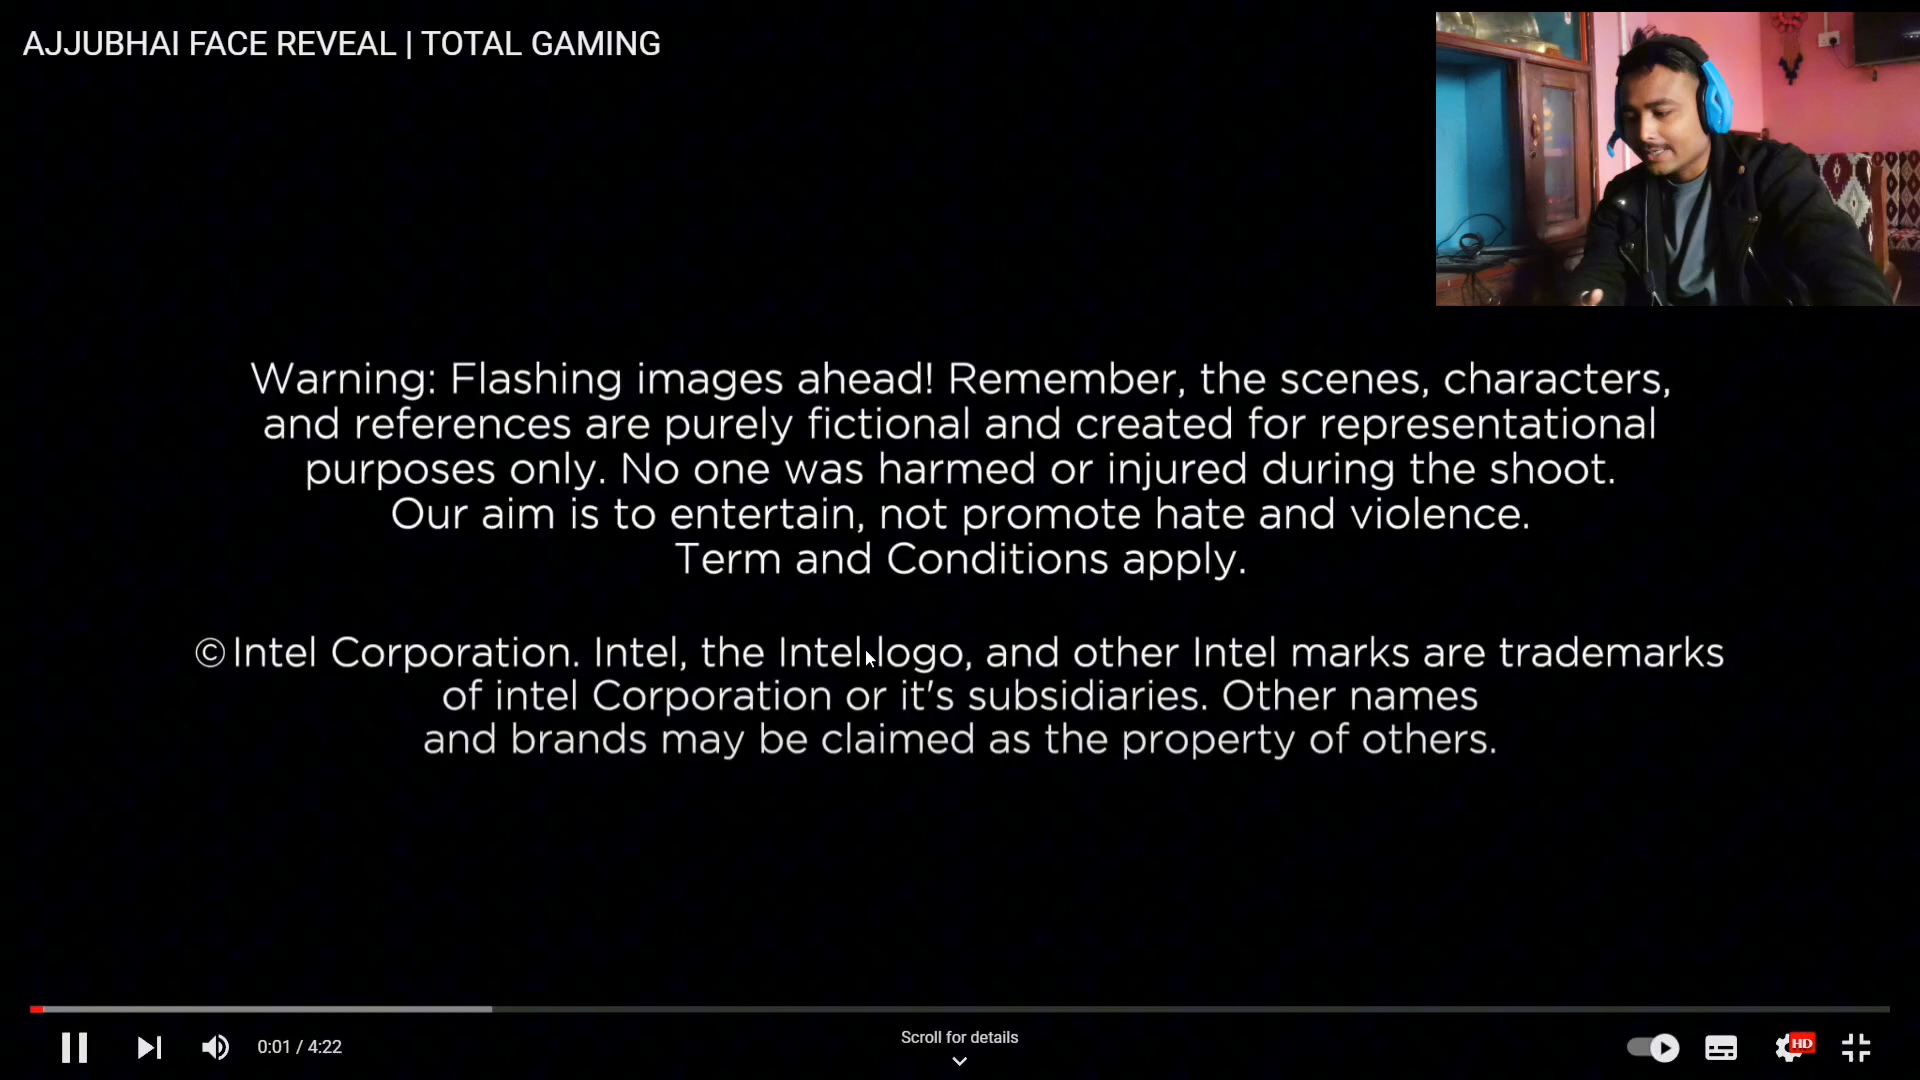 AJJUBHAI FACE REVEAL | TOTAL GAMING
Warning: Flashing images ahead! Remember, the scenes, characters,
and references are purely fictional and created for representational
purposes only. No one was harmed or injured during the shoot.
Our aim is to entertain, not promote hate and violence.
Term and Conditions apply.
©Intel Corporation. Intel, the Intel logo, and other Intel marks are trademarks
of intel Corporation or it's subsidiaries. Other names
and brands may be claimed as the property of others.
Scroll for details
0:01 / 4:22
HD